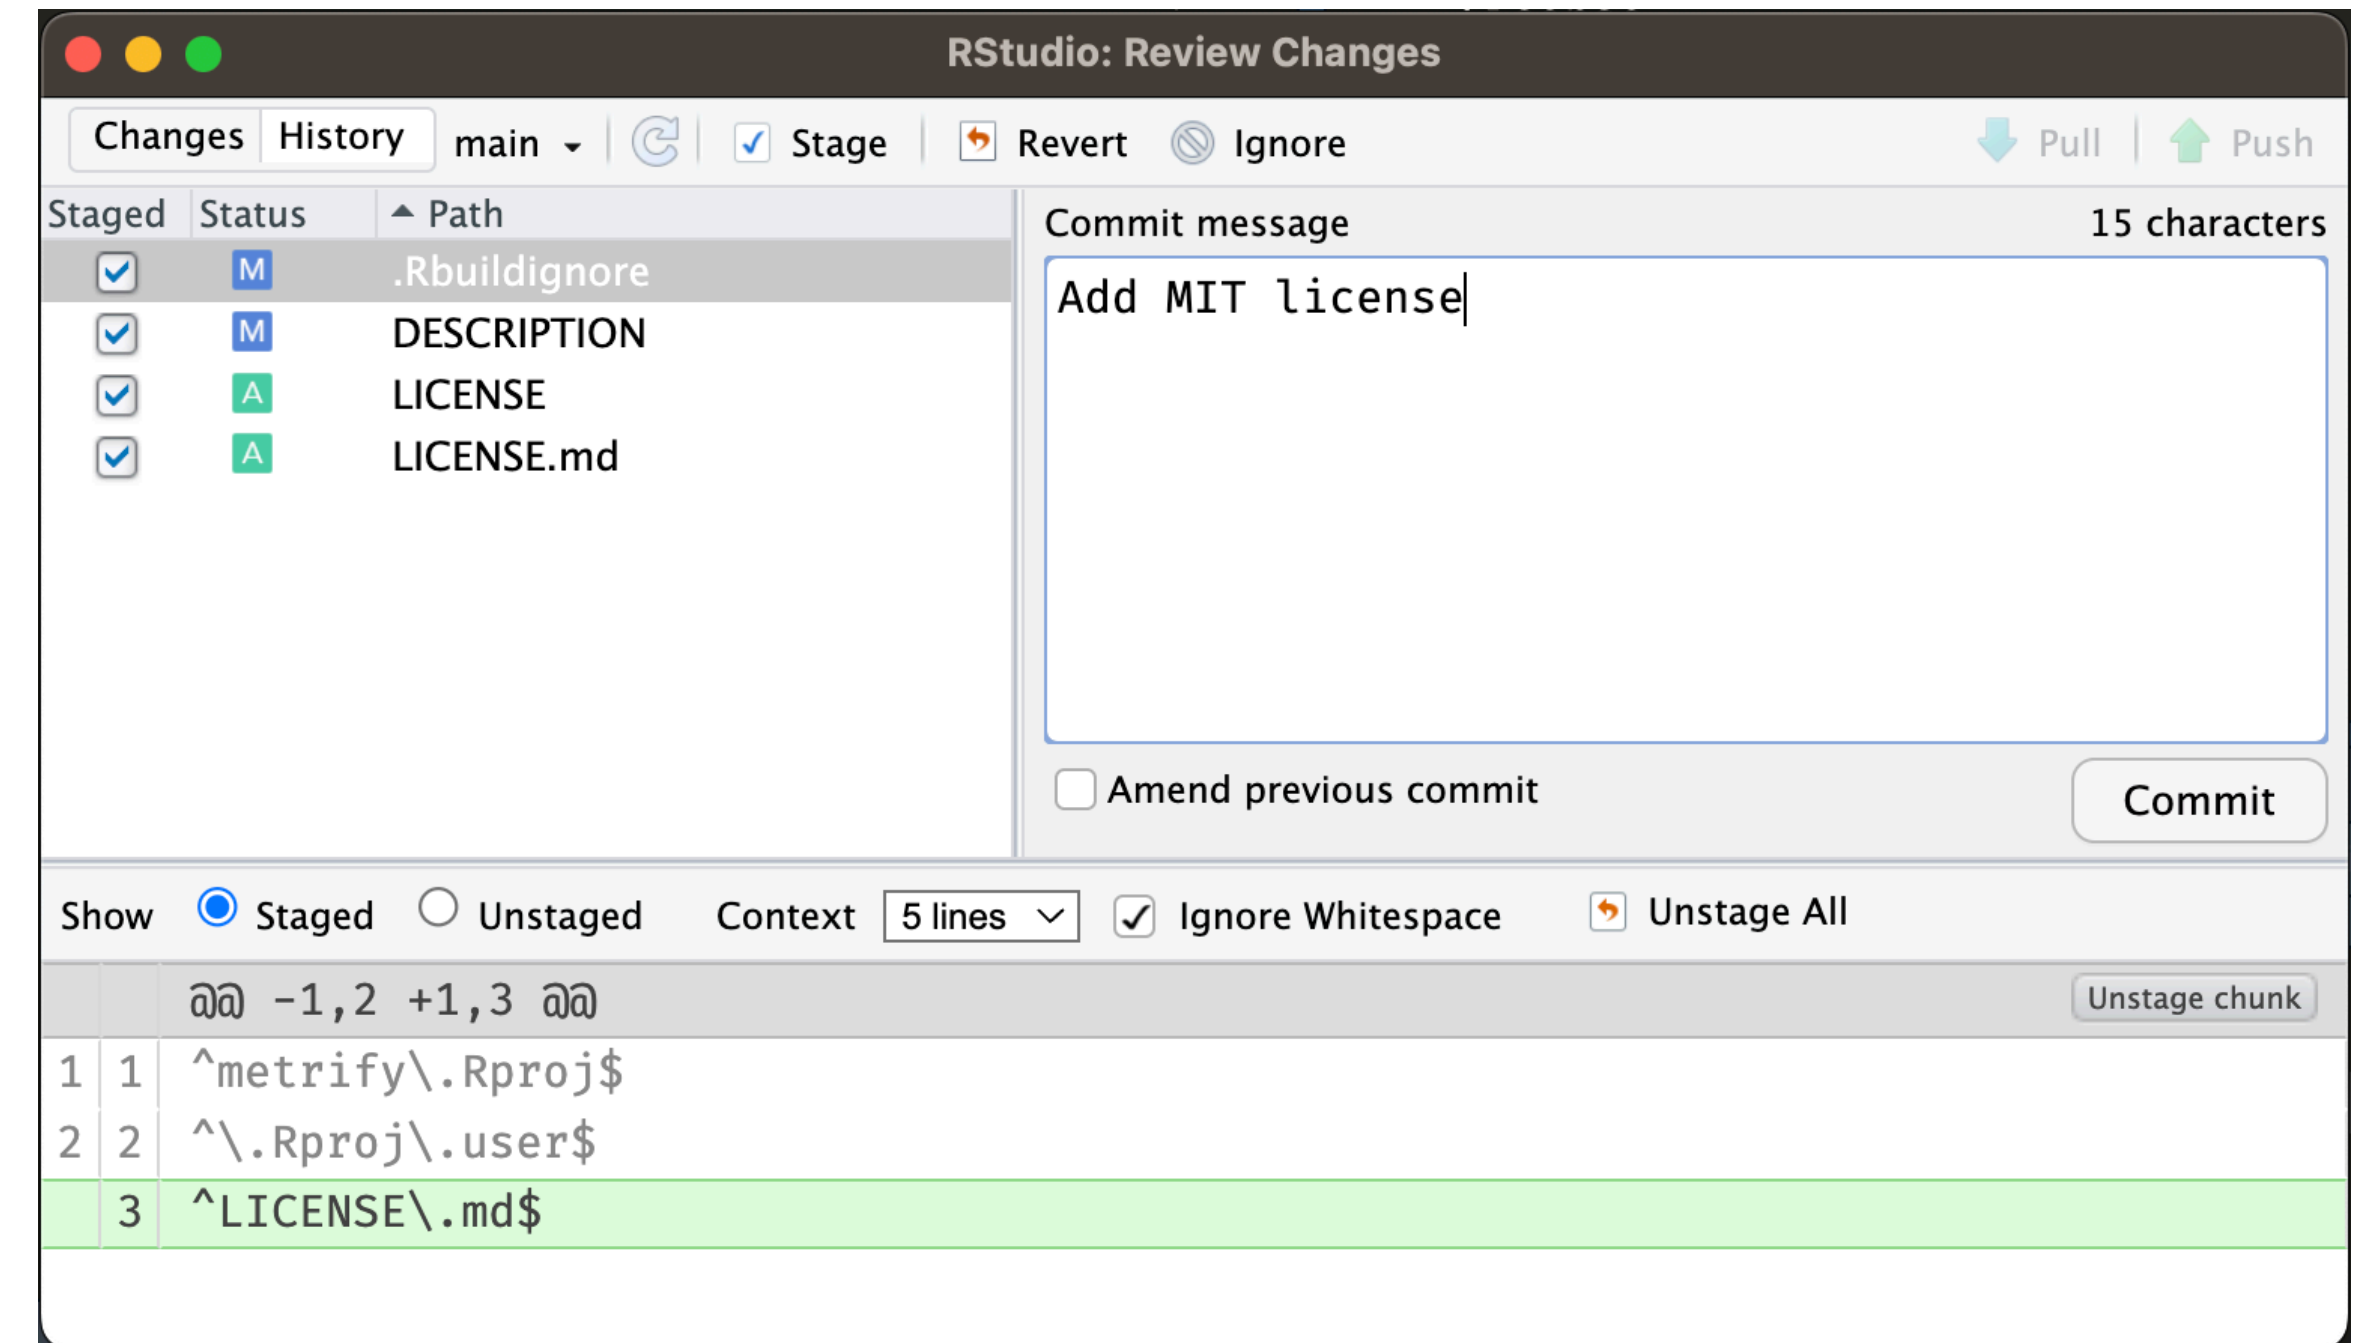 RStudio: Review Changes
Changes History main Stage Revert Ignore Pull Push
Staged Status Path
M .Rbuildignore
M DESCRIPTION
A LICENSE
A LICENSE.md
Commit message 15 characters
Add MIT license
Amend previous commit Commit
Show Staged Unstaged Context 5 lines Ignore Whitespace Unstage All
@@ -1,2 +1,3 @@ Unstage chunk
1 1 ^metrify\.Rproj$
2 2 ^\.Rproj\.user$
3 ^LICENSE\.md$